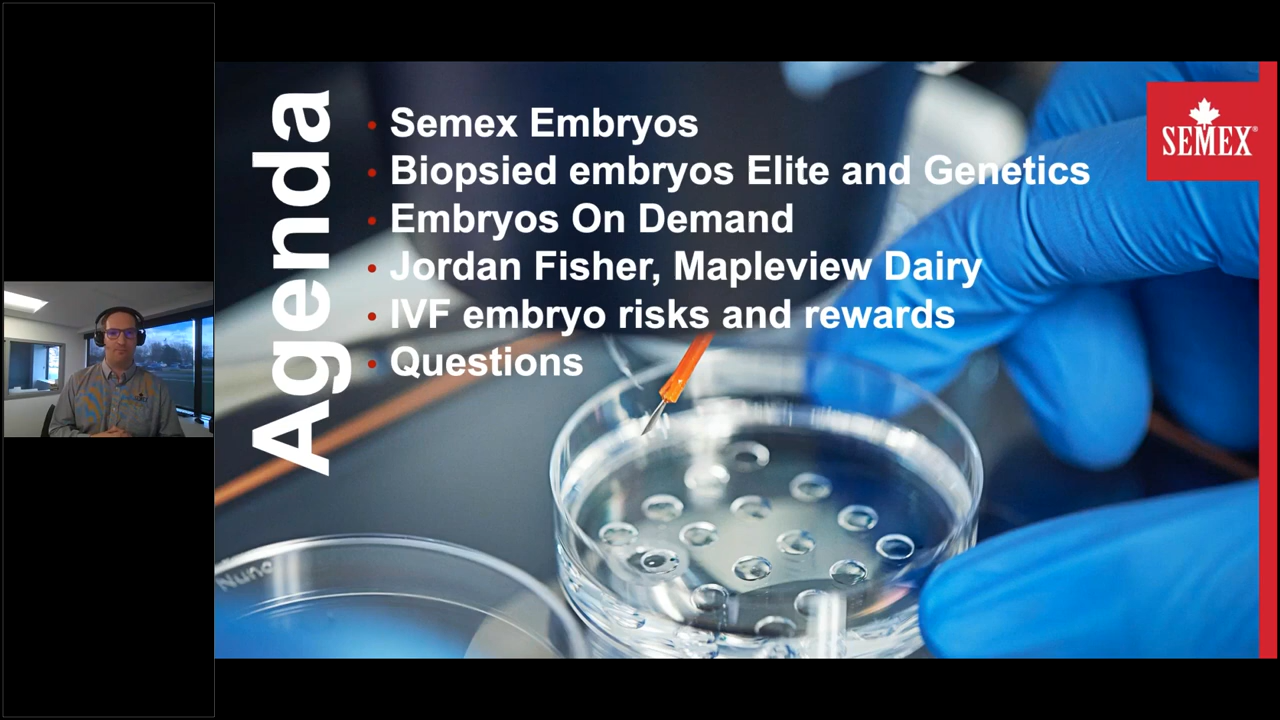 Agenda
Semex Embryos
Biopsied embryos Elite and Genetics
Embryos On Demand
Jordan Fisher, Mapleview Dairy
IVF embryo risks and rewards
Questions
SEMEX®
Nunc